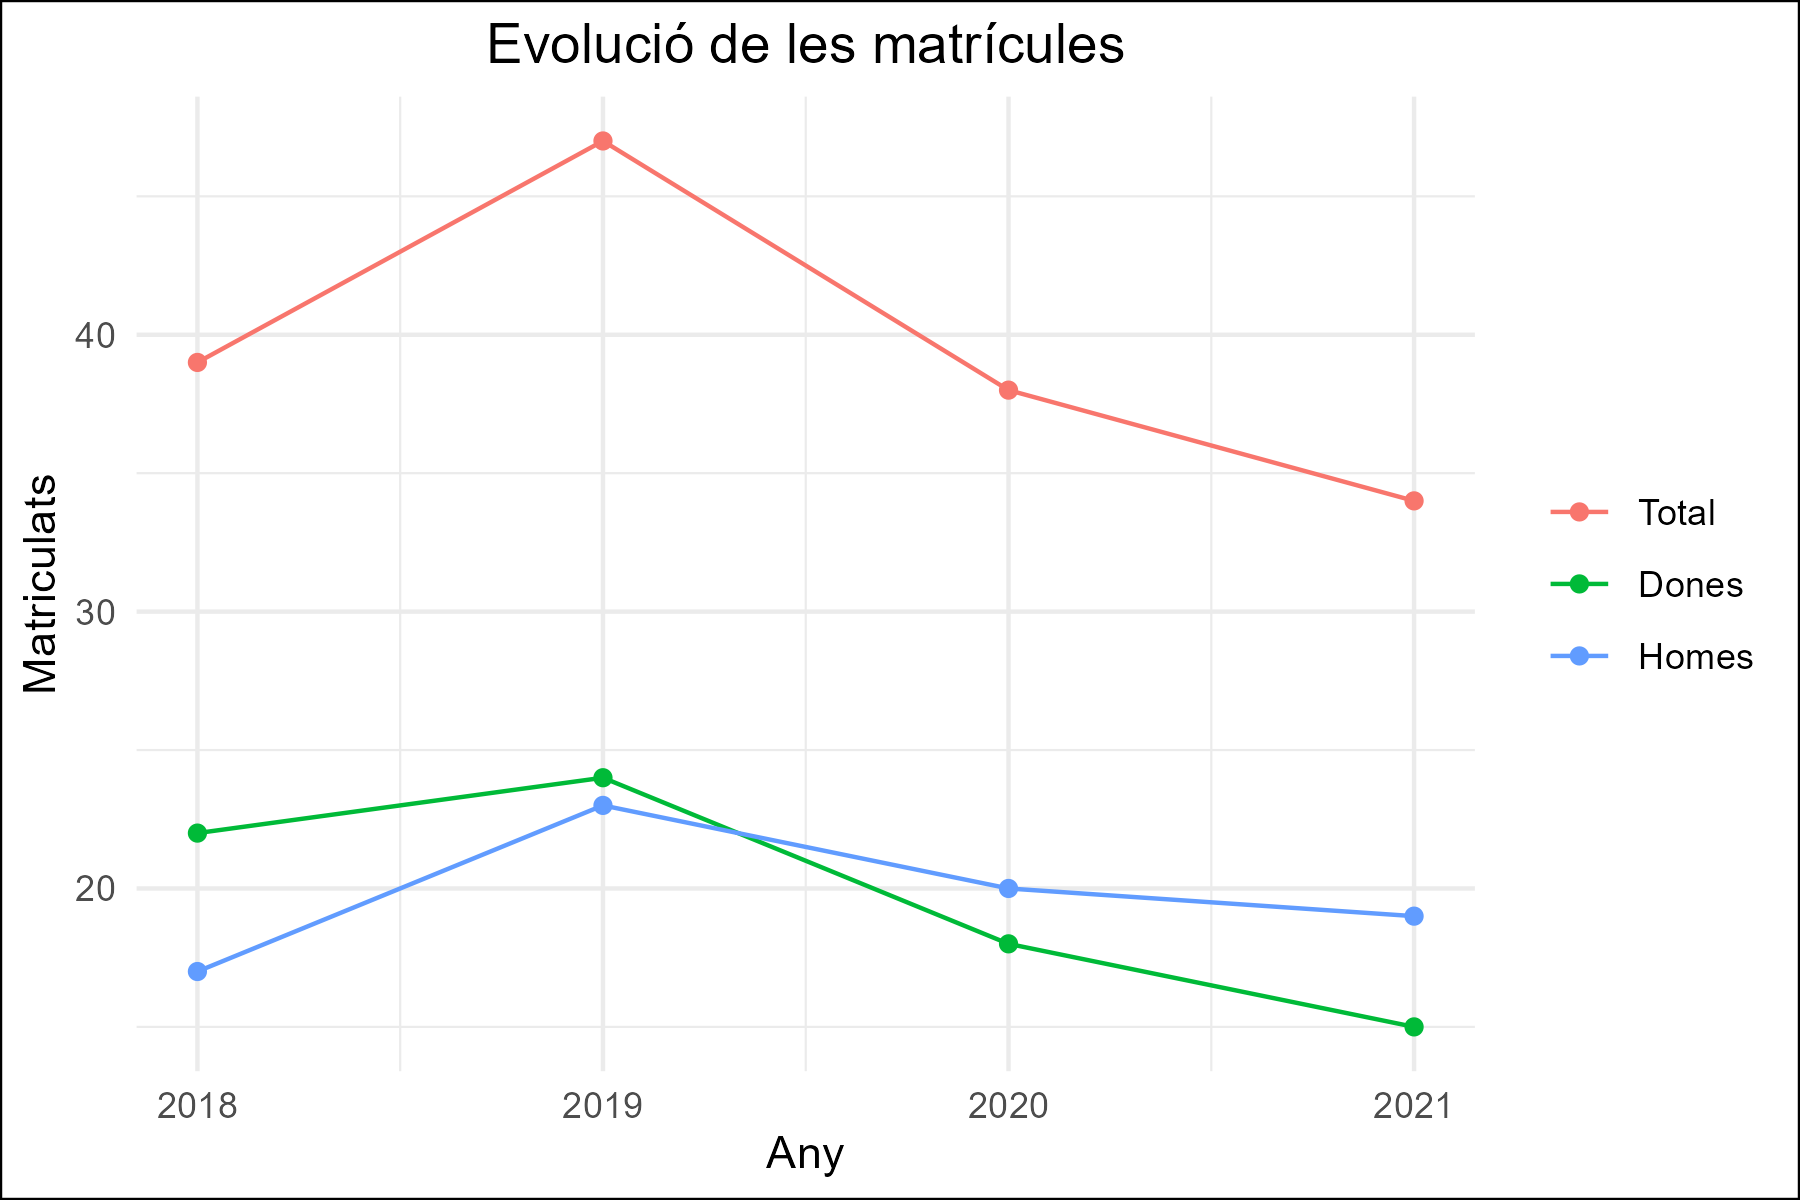 Evolució de les matrícules
Matriculats
40
30
20
2018
2019
2020
2021
Any
Total
Dones
Homes